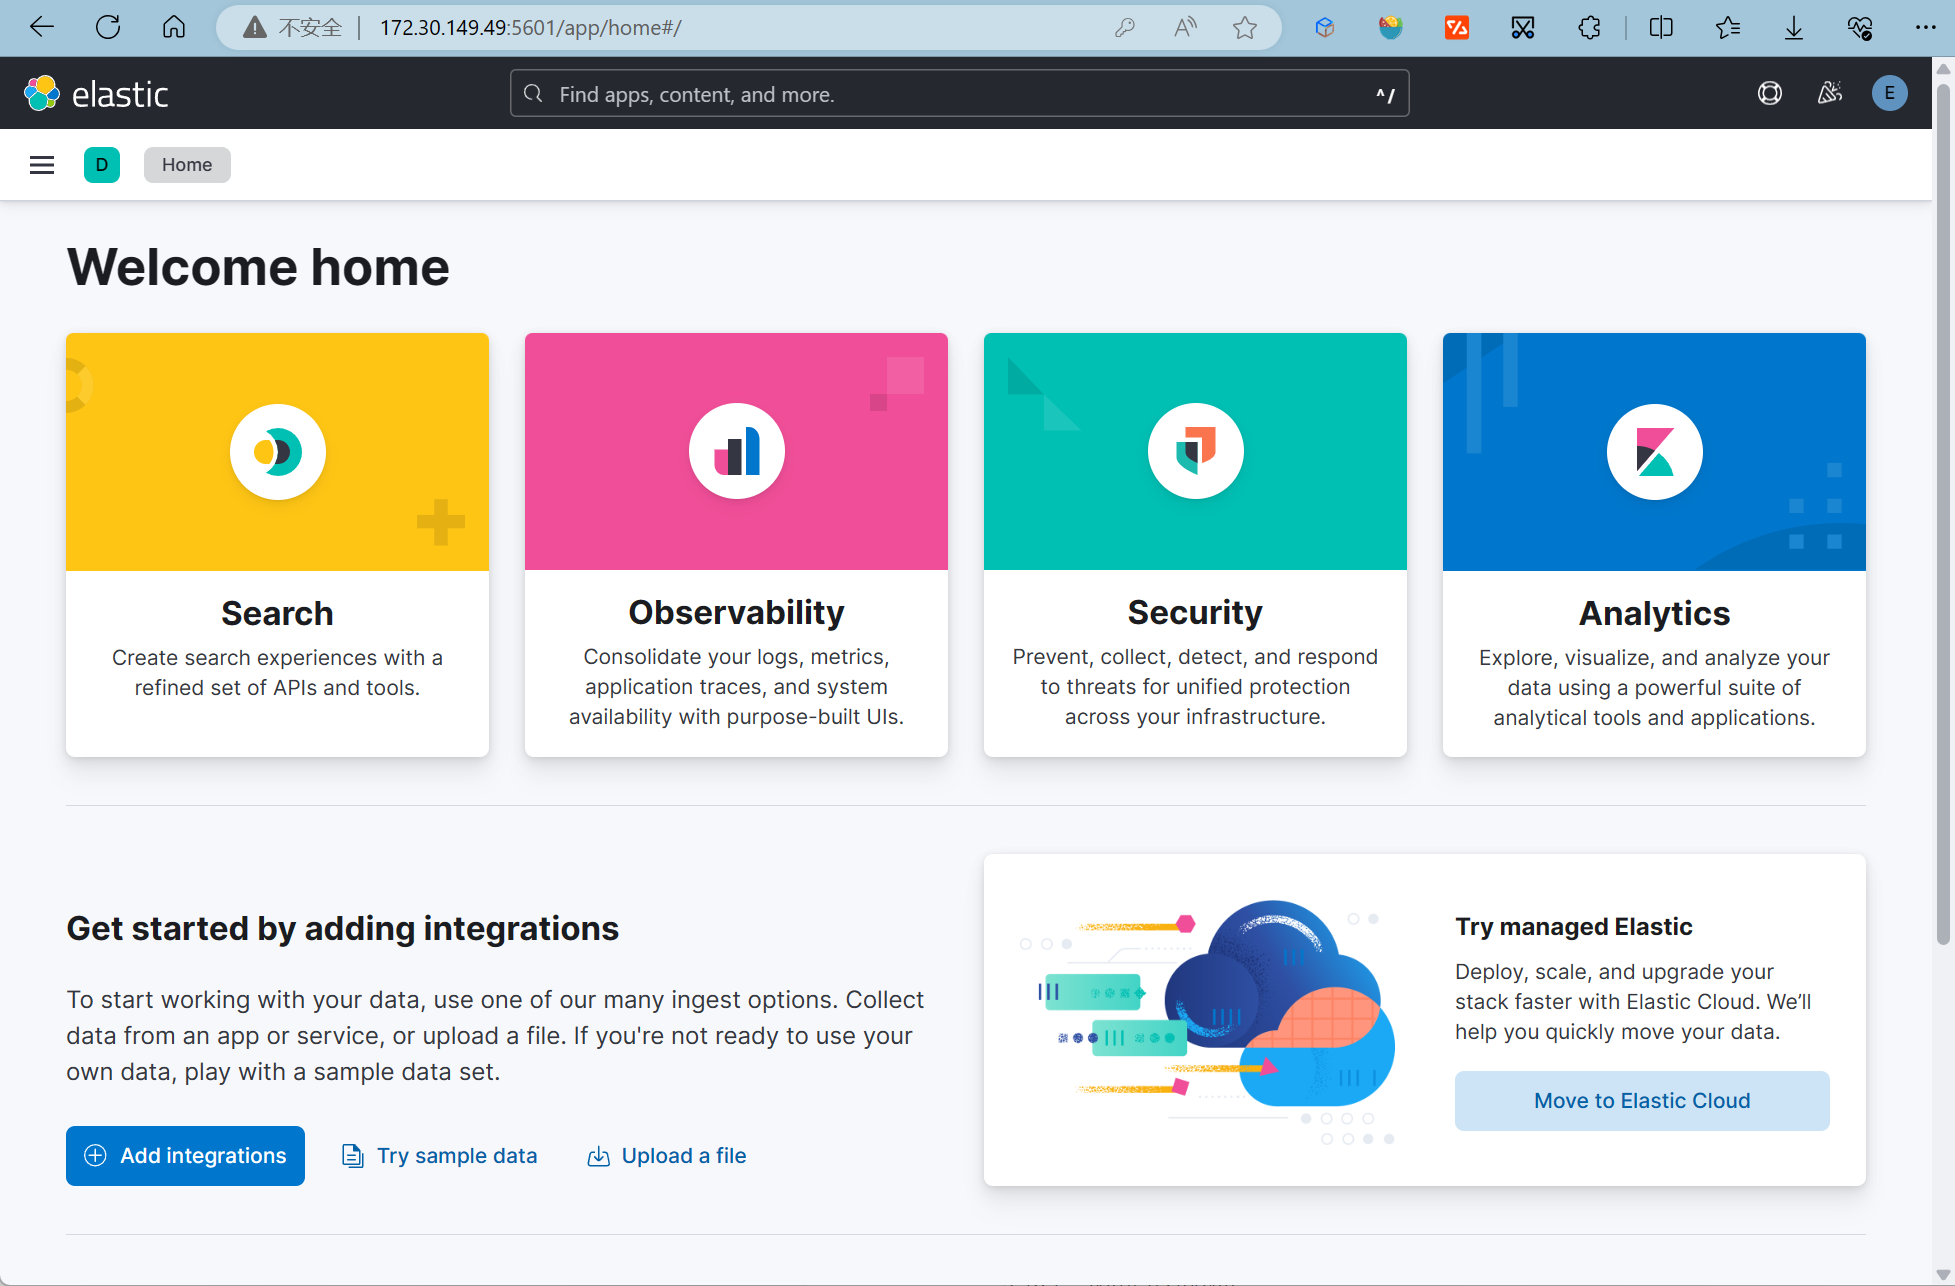 不安全 172.30.149.49:5601/app/home#/
elastic
Find apps, content, and more.
^/
E
D
Home
Welcome home
Search
Create search experiences with a
refined set of APIs and tools.
Observability
Consolidate your logs, metrics,
application traces, and system
availability with purpose-built UIs.
Security
Prevent, collect, detect, and respond
to threats for unified protection
across your infrastructure.
Analytics
Explore, visualize, and analyze your
data using a powerful suite of
analytical tools and applications.
Get started by adding integrations
To start working with your data, use one of our many ingest options. Collect
data from an app or service, or upload a file. If you're not ready to use your
own data, play with a sample data set.
Add integrations
Try sample data
Upload a file
Try managed Elastic
Deploy, scale, and upgrade your
stack faster with Elastic Cloud. We’ll
help you quickly move your data.
Move to Elastic Cloud